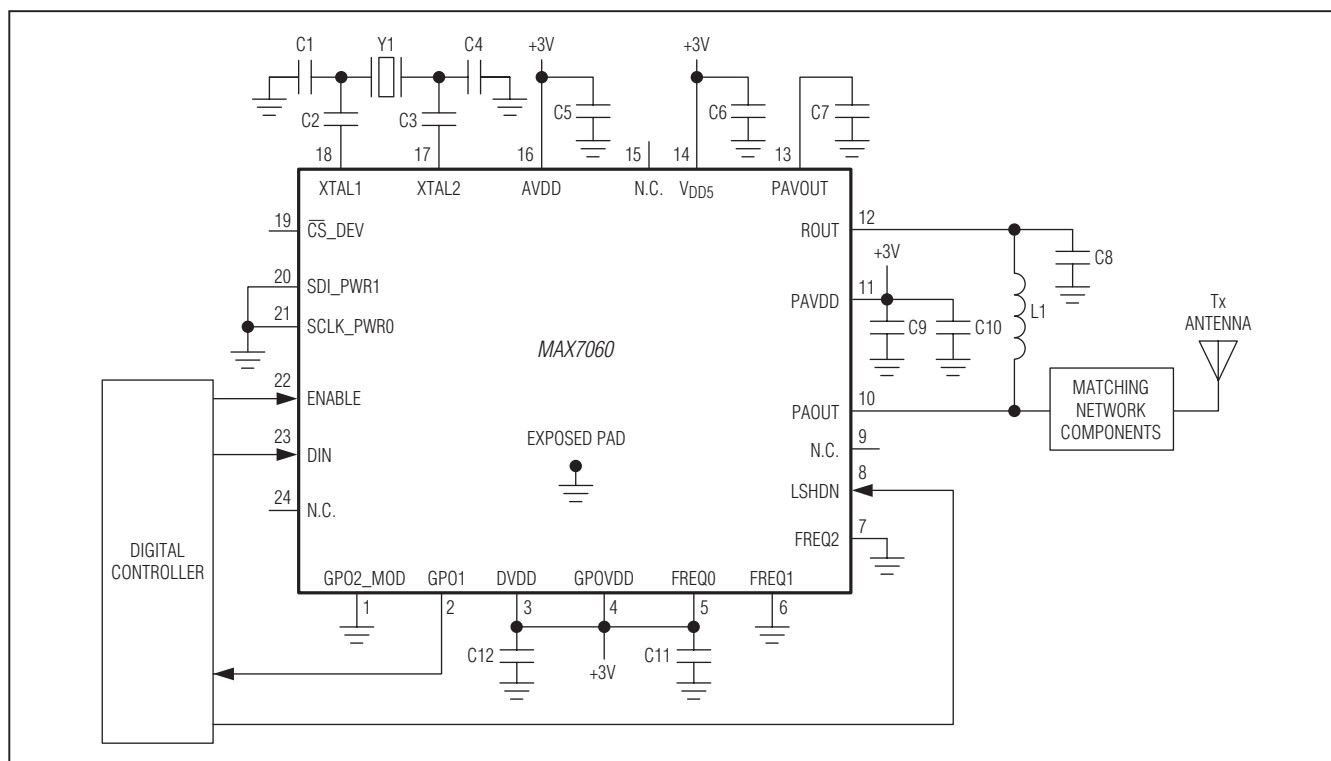 C1
Y1
C4
+3V
+3V
C2
C3
C5
C6
C7
18
17
16
15
14
13
XTAL1
XTAL2
AVDD
N.C.
VDD5
PAVOUT
19
CS_DEV
12
ROUT
C8
20
SDI_PWR1
+3V
11
PAVDD
21
SCLK_PWR0
C9
C10
L1
Tx
ANTENNA
MAX7060
22
ENABLE
10
PAOUT
MATCHING
NETWORK
COMPONENTS
23
DIN
EXPOSED PAD
9
N.C.
8
LSHDN
24
N.C.
7
FREQ2
DIGITAL
CONTROLLER
GPO2_MOD
GPO1
DVDD
GPOVDD
FREQ0
FREQ1
1
2
3
4
5
6
C12
+3V
C11